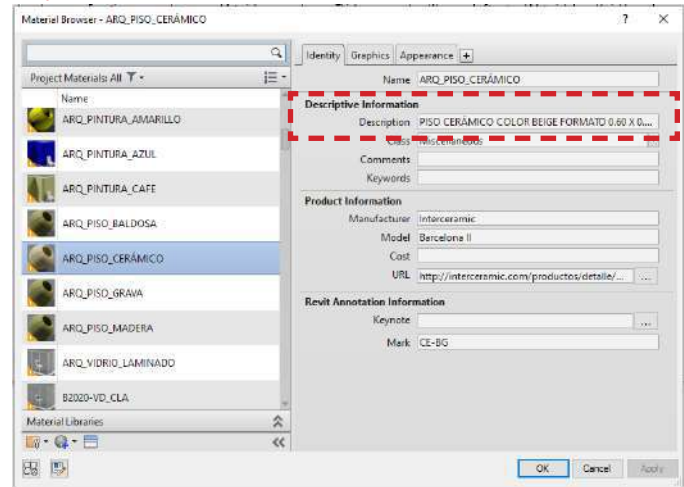 Material Browser - ARQ_PISO_CERÁMICO
? X
Identity Graphics Appearance +
Project Materials: All
Name ARQ_PISO_CERÁMICO
Name
Descriptive Information
ARQ_PINTURA_AMARILLO
Description PISO CERÁMICO COLOR BEIGE FORMATO 0.60 X 0....
Class Miscellaneous
ARQ_PINTURA_AZUL
Comments
Keywords
ARQ_PINTURA_CAFE
Product Information
Manufacturer Interceramic
ARQ_PISO_BALDOSA
Model Barcelona II
Cost
ARQ_PISO_CERÁMICO
URL http://interceramic.com/productos/detalle/... ...
ARQ_PISO_GRAVA
Revit Annotation Information
Keynote ...
ARQ_PISO_MADERA
Mark CE-BG
ARQ_VIDRIO_LAMINADO
B2020-VD_CLA
Material Libraries
OK Cancel Apply